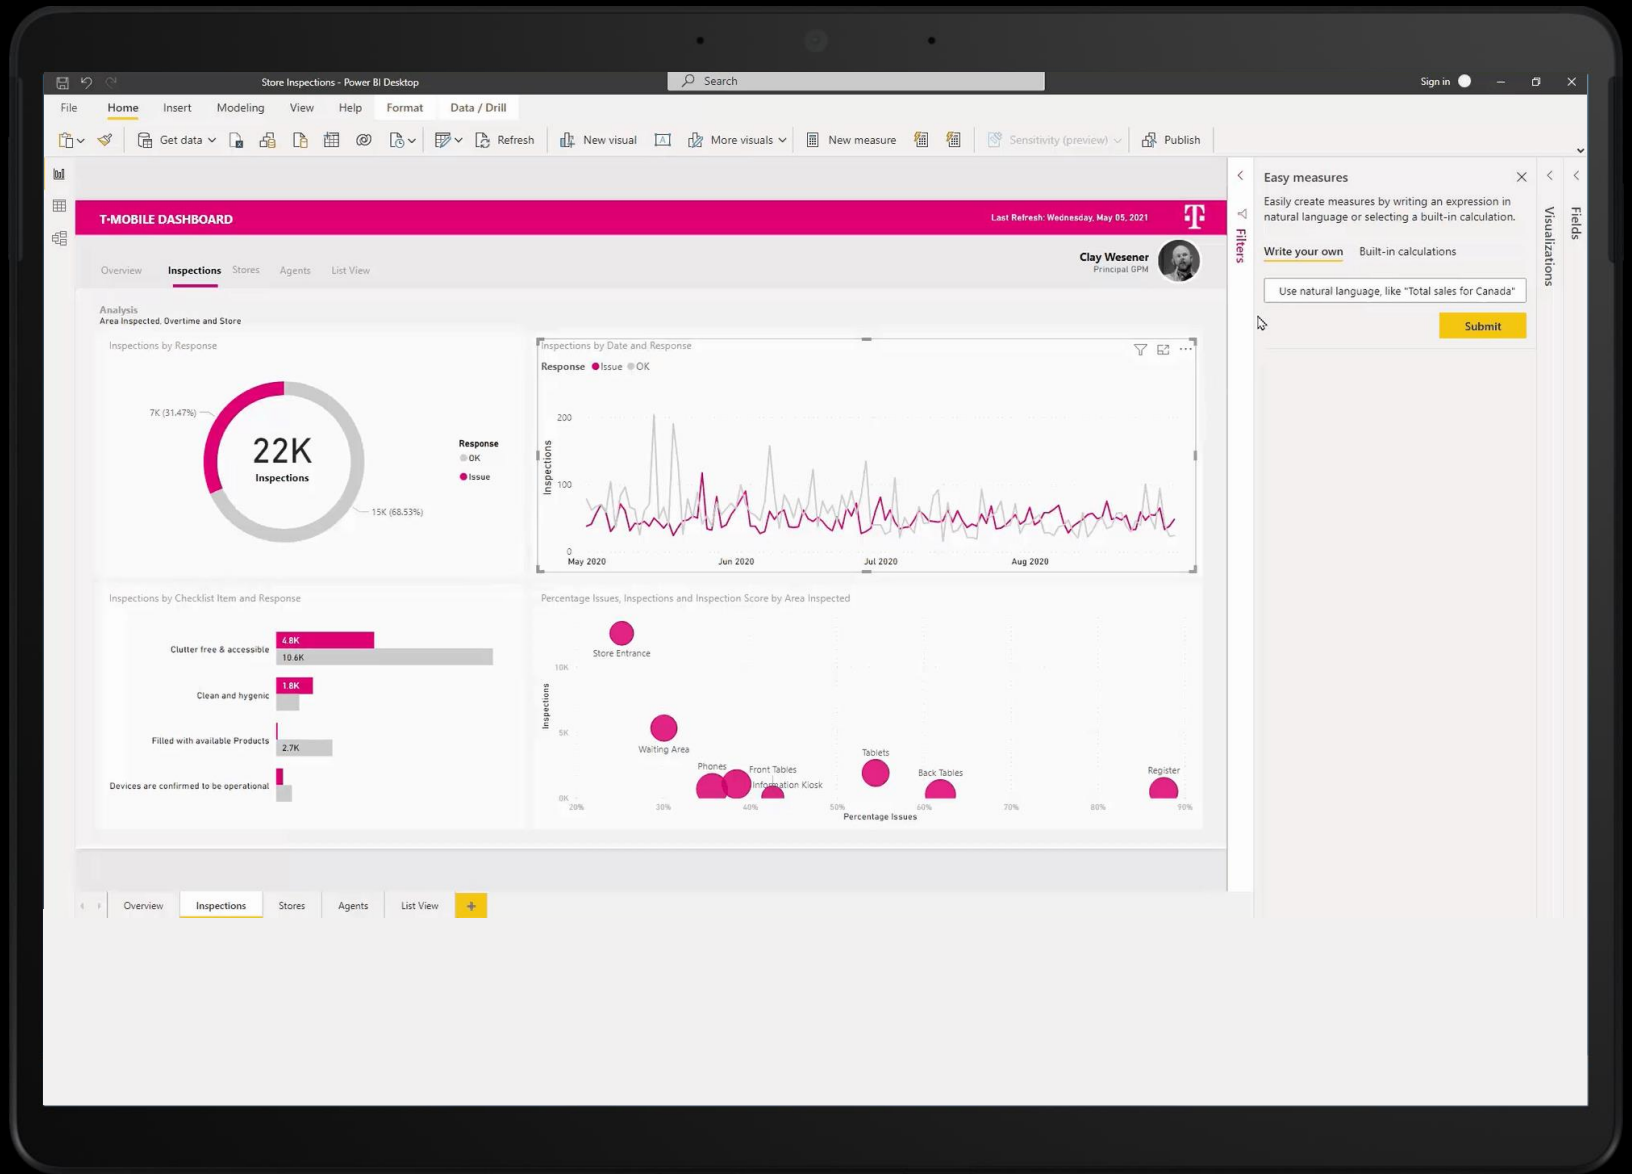 Store Inspections - Power BI Desktop
Search
Sign in
File Home Insert Modeling View Help Format Data / Drill
Get data Refresh New visual More visuals New measure Sensitivity (preview) Publish
T-MOBILE DASHBOARD
Last Refresh: Wednesday, May 05, 2021
T
Overview Inspections Stores Agents List View
Clay Wesener
Principal GPM
Analysis
Area Inspected, Overtime and Store
Inspections by Response
7K (31.47%)
22K
Inspections
15K (68.53%)
Response
OK
Issue
Inspections by Date and Response
Response Issue OK
Inspections
200
100
0
May 2020 Jun 2020 Jul 2020 Aug 2020
Inspections by Checklist Item and Response
Clutter free & accessible
4.8K
10.6K
Clean and hygenic
1.8K
Filled with available Products
2.7K
Devices are confirmed to be operational
Percentage Issues, Inspections and Inspection Score by Area Inspected
Inspections
10K
5K
0K
Store Entrance
Waiting Area
Phones
Front Tables
Information Kiosk
Tablets
Back Tables
Register
20% 30% 40% 50% 60% 70% 80% 90%
Percentage Issues
Filters
Easy measures
Easily create measures by writing an expression in
natural language or selecting a built-in calculation.
Write your own Built-in calculations
Use natural language, like "Total sales for Canada"
Submit
Visualizations
Fields
Overview Inspections Stores Agents List View +